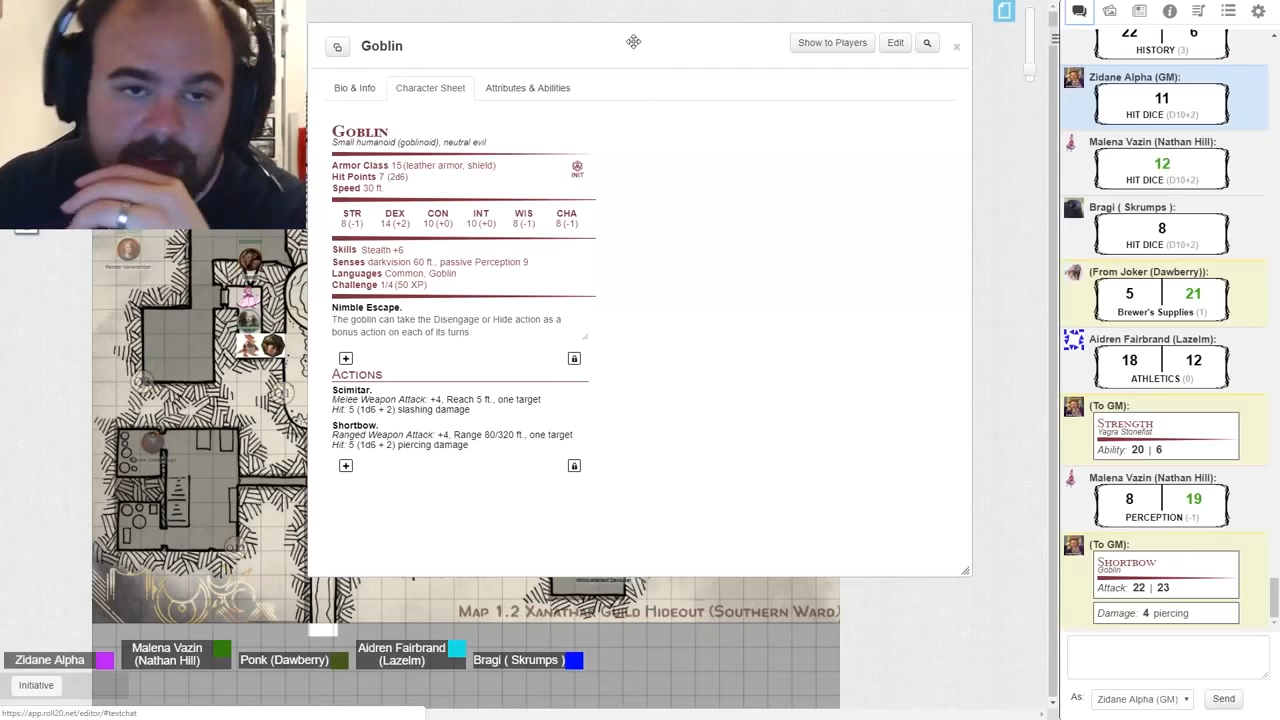 Goblin
Show to Players
Edit
Bio & Info
Character Sheet
Attributes & Abilities
GOBLIN
Small humanoid (goblinoid), neutral evil
Armor Class 15 (leather armor, shield)
Hit Points 7 (2d6)
Speed 30 ft.
INIT
STR DEX CON INT WIS CHA
8 (-1) 14 (+2) 10 (+0) 10 (+0) 8 (-1) 8 (-1)
Skills Stealth +6
Senses darkvision 60 ft., passive Perception 9
Languages Common, Goblin
Challenge 1/4 (50 XP)
Nimble Escape.
The goblin can take the Disengage or Hide action as a
bonus action on each of its turns.
ACTIONS
Scimitar.
Melee Weapon Attack: +4, Reach 5 ft., one target
Hit: 5 (1d6 + 2) slashing damage
Shortbow.
Ranged Weapon Attack: +4, Range 80/320 ft., one target
Hit: 5 (1d6 + 2) piercing damage
MAP 1.2 XANATHAR GUILD HIDEOUT (SOUTHERN WARD)
Zidane Alpha
Malena Vazin
(Nathan Hill)
Ponk (Dawberry)
Aidren Fairbrand
(Lazelm)
Bragi ( Skrumps )
Initiative
https://app.roll20.net/editor/#textchat
22 6
HISTORY (3)
Zidane Alpha (GM):
11
HIT DICE (D10+2)
Malena Vazin (Nathan Hill):
12
HIT DICE (D10+2)
Bragi ( Skrumps ):
8
HIT DICE (D10+2)
(From Joker (Dawberry)):
5 21
Brewer's Supplies (1)
Aidren Fairbrand (Lazelm):
18 12
ATHLETICS (0)
(To GM):
STRENGTH
Yagra Stonefist
Ability: 20 | 6
Malena Vazin (Nathan Hill):
8 19
PERCEPTION (-1)
(To GM):
SHORTBOW
Goblin
Attack: 22 | 23
Damage: 4 piercing
As:
Zidane Alpha (GM)
Send